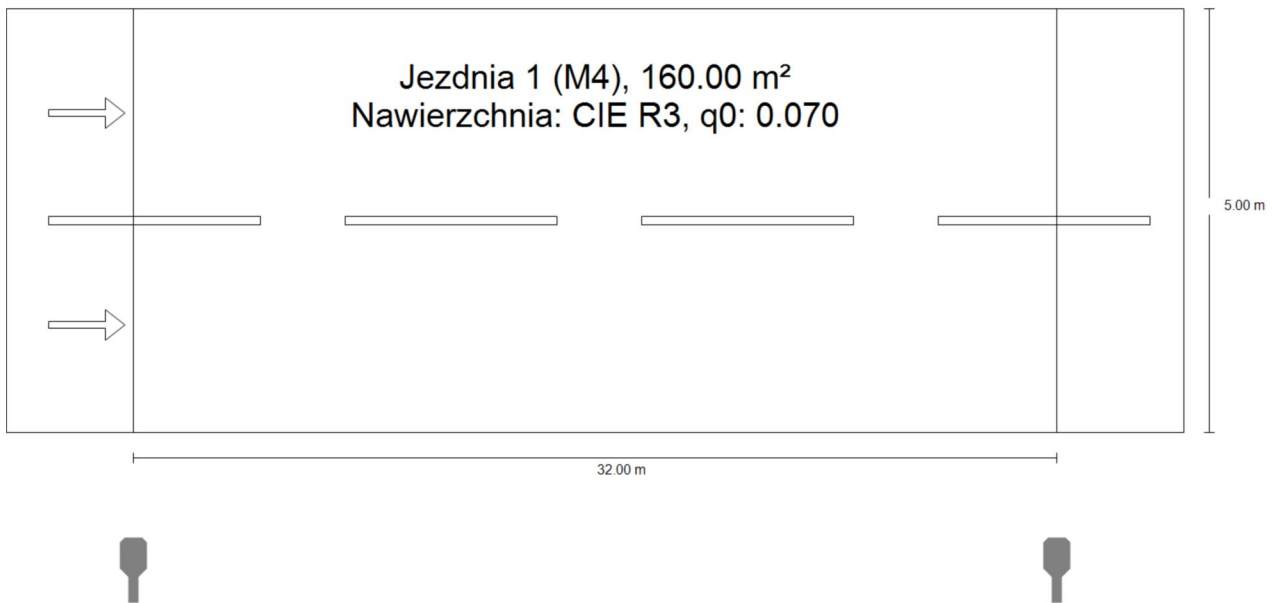 Jezdnia 1 (M4), 160.00 m²
Nawierzchnia: CIE R3, q0: 0.070
5.00 m
32.00 m